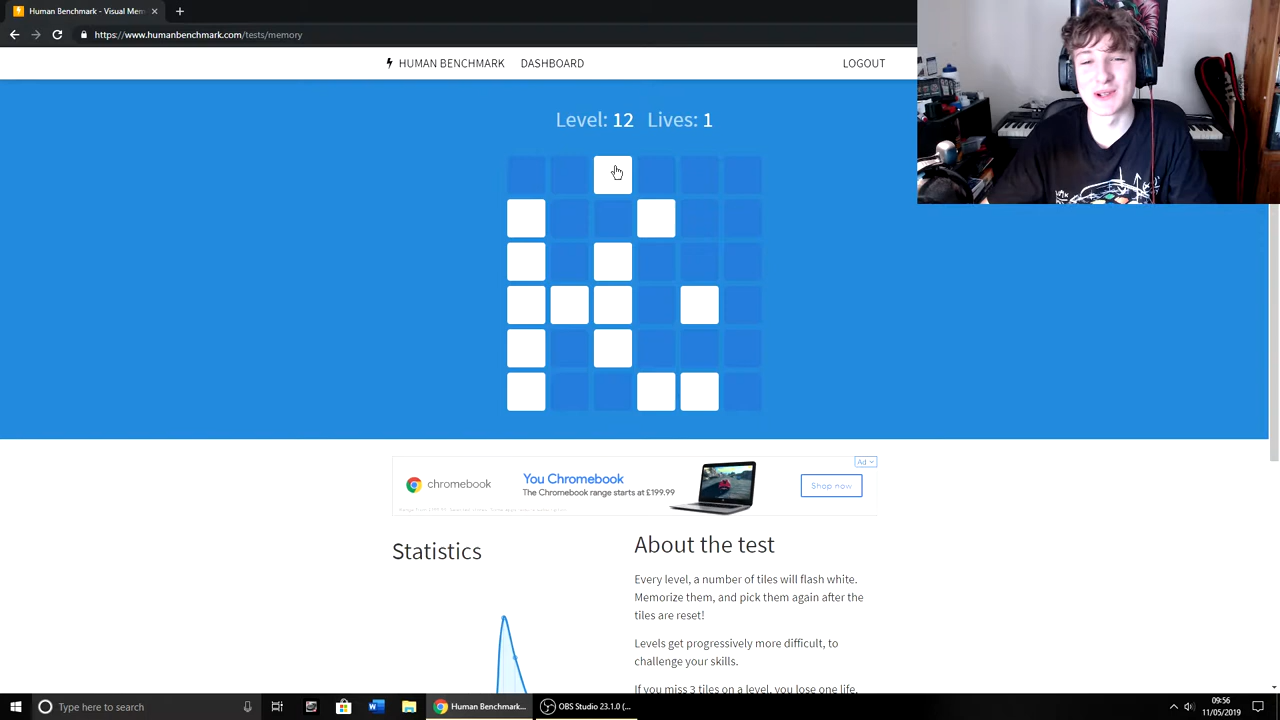 Human Benchmark - Visual Mem
https://www.humanbenchmark.com/tests/memory
HUMAN BENCHMARK
DASHBOARD
LOGOUT
Level: 12 Lives: 1
Ad
chromebook
You Chromebook
The Chromebook range starts at £199.99
Shop now
Statistics
About the test
Every level, a number of tiles will flash white.
Memorize them, and pick them again after the
tiles are reset!
Levels get progressively more difficult, to
challenge your skills.
If you miss 3 tiles on a level, you lose one life.
Type here to search
Human Benchmark...
OBS Studio 23.1.0 (...
09:56
11/05/2019